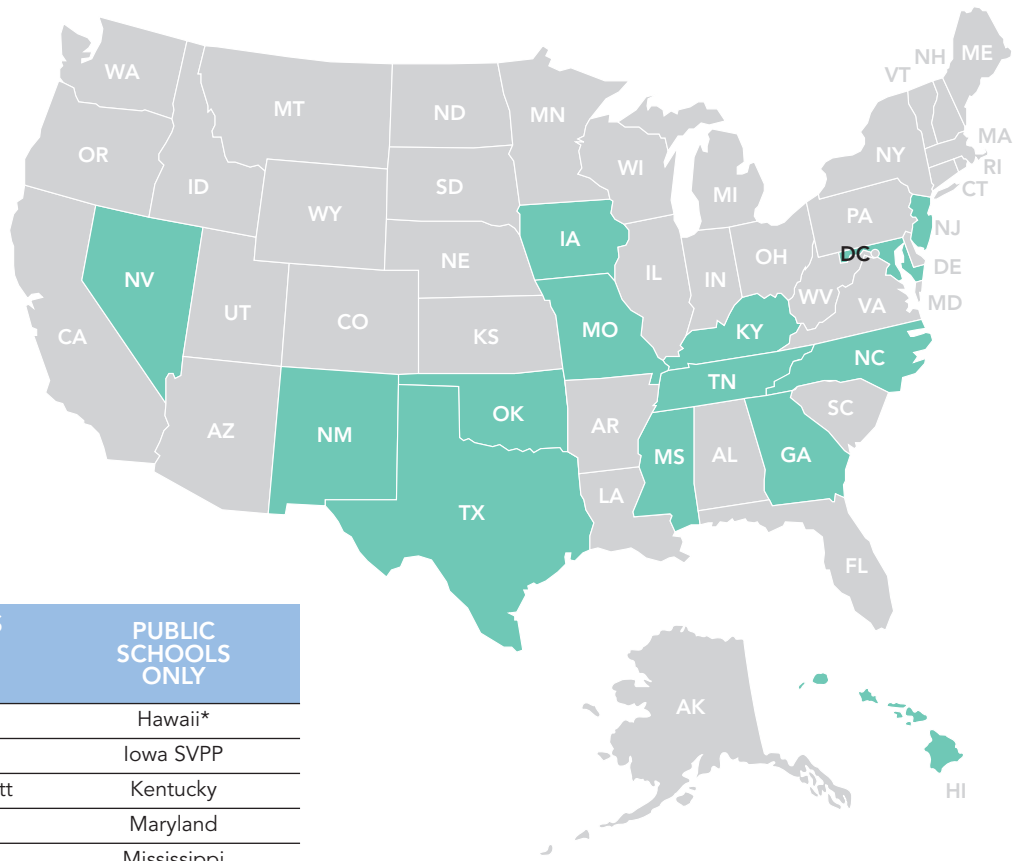 ME
NH
VT
WA
MT
ND
MN
MA
OR
NY
WI
RI
ID
SD
MI
CT
WY
PA
NJ
IA
DC
OH
NE
DE
NV
IL
IN
WV
MD
UT
VA
CO
MO
KY
CA
KS
NC
TN
SC
OK
AR
AZ
NM
MS
AL
GA
LA
TX
FL
AK
HI
PUBLIC
SCHOOLS
ONLY
Hawaii*
Iowa SVPP
tt Kentucky
Maryland
Mississippi